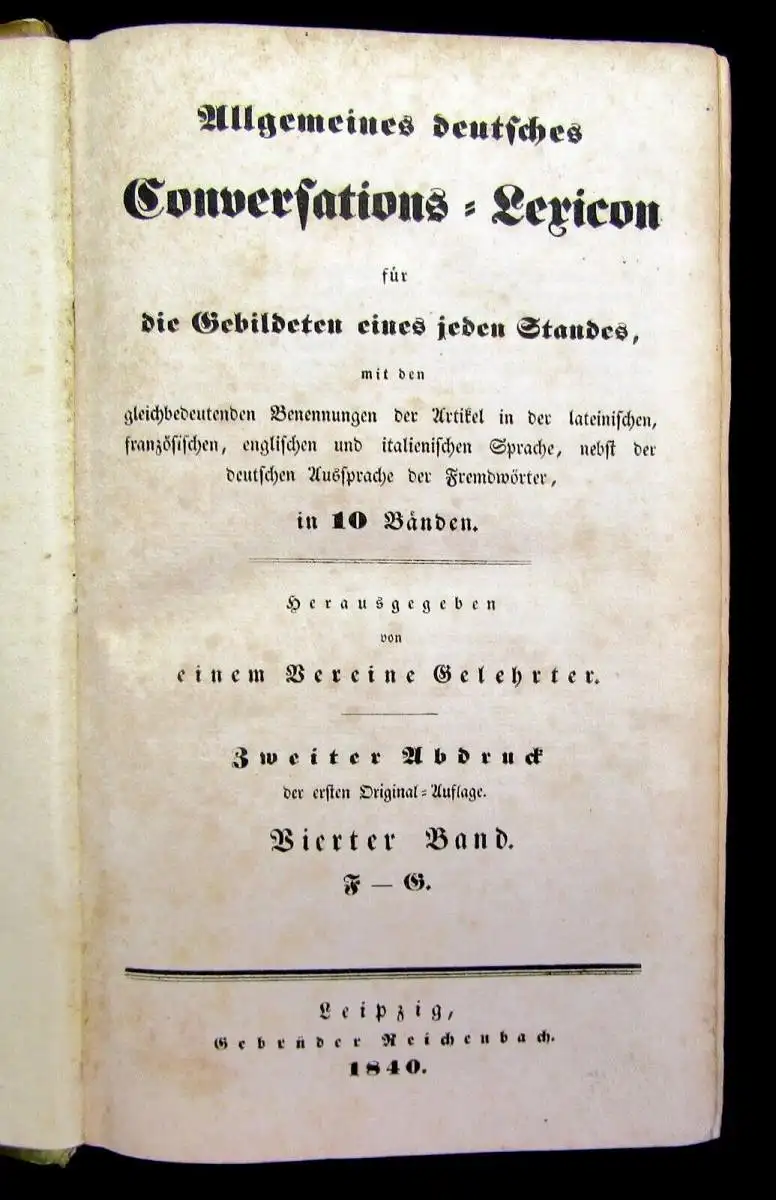 Allgemeines deutſches
Converſations-Lexicon
für
die Gebildeten eines jeden Standes,
mit den
gleichbedeutenden Benennungen der Artikel in der lateiniſchen,
franzöſiſchen, engliſchen und italieniſchen Sprache, nebſt der
deutſchen Ausſprache der Fremdwörter,
in 10 Bänden.
Herausgegeben
von
einem Vereine Gelehrter.
Zweiter Abdruck
der erſten Original-Auflage.
Vierter Band.
F — G.
Leipzig,
Gebrüder Reichenbach.
1840.